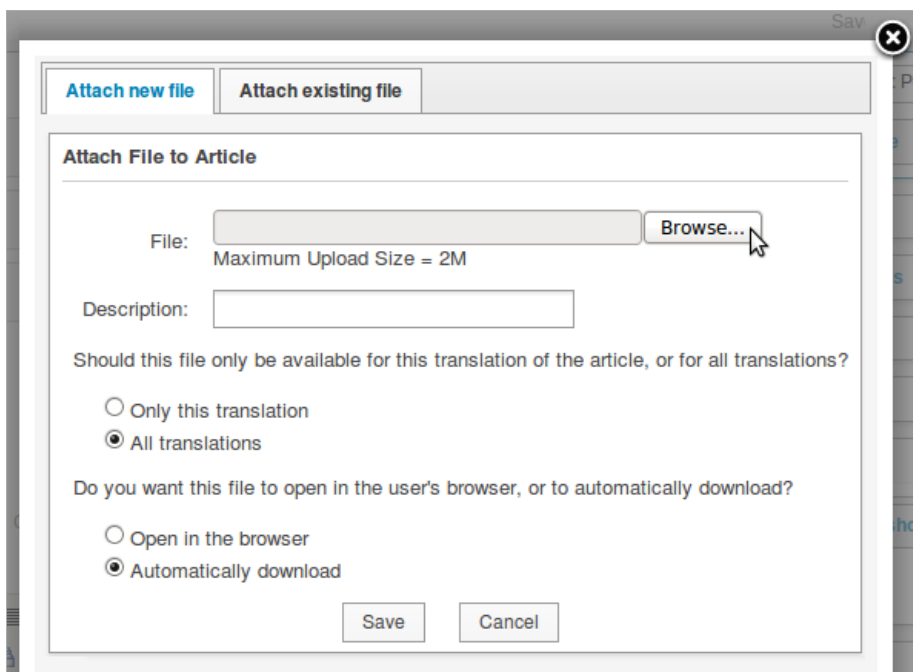 Sav
Attach new file
Attach existing file
P
Attach File to Article
File:
Browse...
Maximum Upload Size = 2M
Description:
Should this file only be available for this translation of the article, or for all translations?
Only this translation
All translations
Do you want this file to open in the user's browser, or to automatically download?
Open in the browser
Automatically download
Save
Cancel